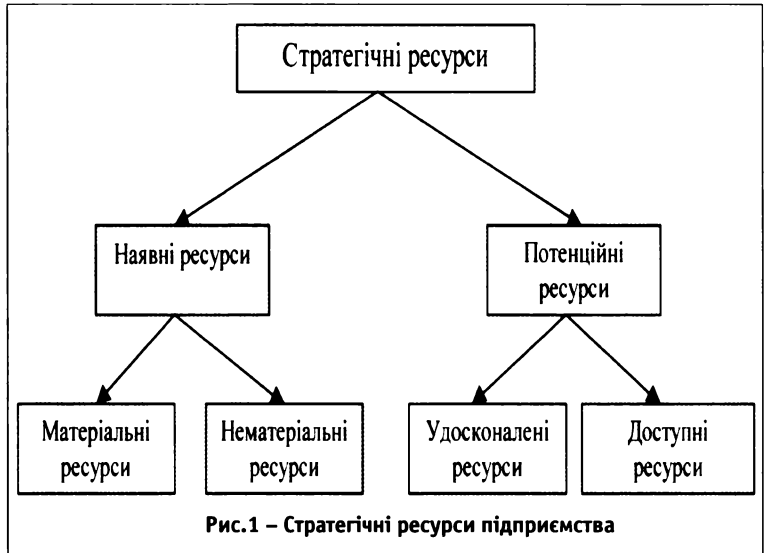 Стратегічні ресурси
Наявні ресурси
Потенційні
ресурси
Матеріальні
ресурси
Нематеріальні
ресурси
Удосконалені
ресурси
Доступні
ресурси
Рис.1 – Стратегічні ресурси підприємства